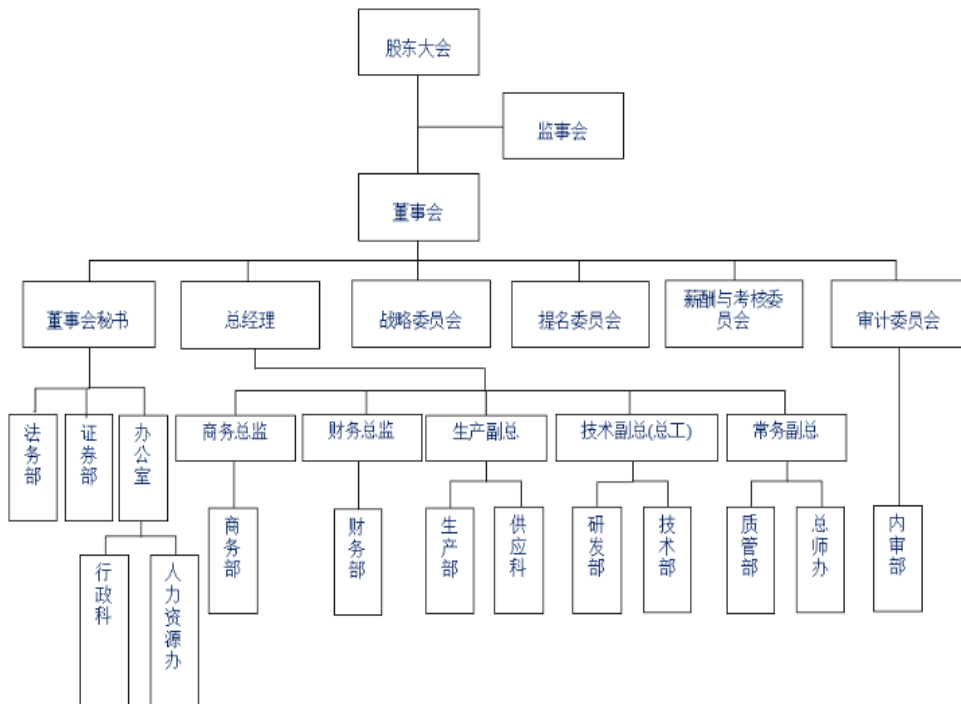 股东大会
监事会
董事会
董事会秘书
总经理
战略委员会
提名委员会
薪酬与考核委
员会
审计委员会
法务部
证券部
办公室
商务总监
财务总监
生产副总
技术副总(总工)
常务副总
商务部
财务部
生产部
供应科
研发部
技术部
质管部
总师办
内审部
行政科
人力资源办